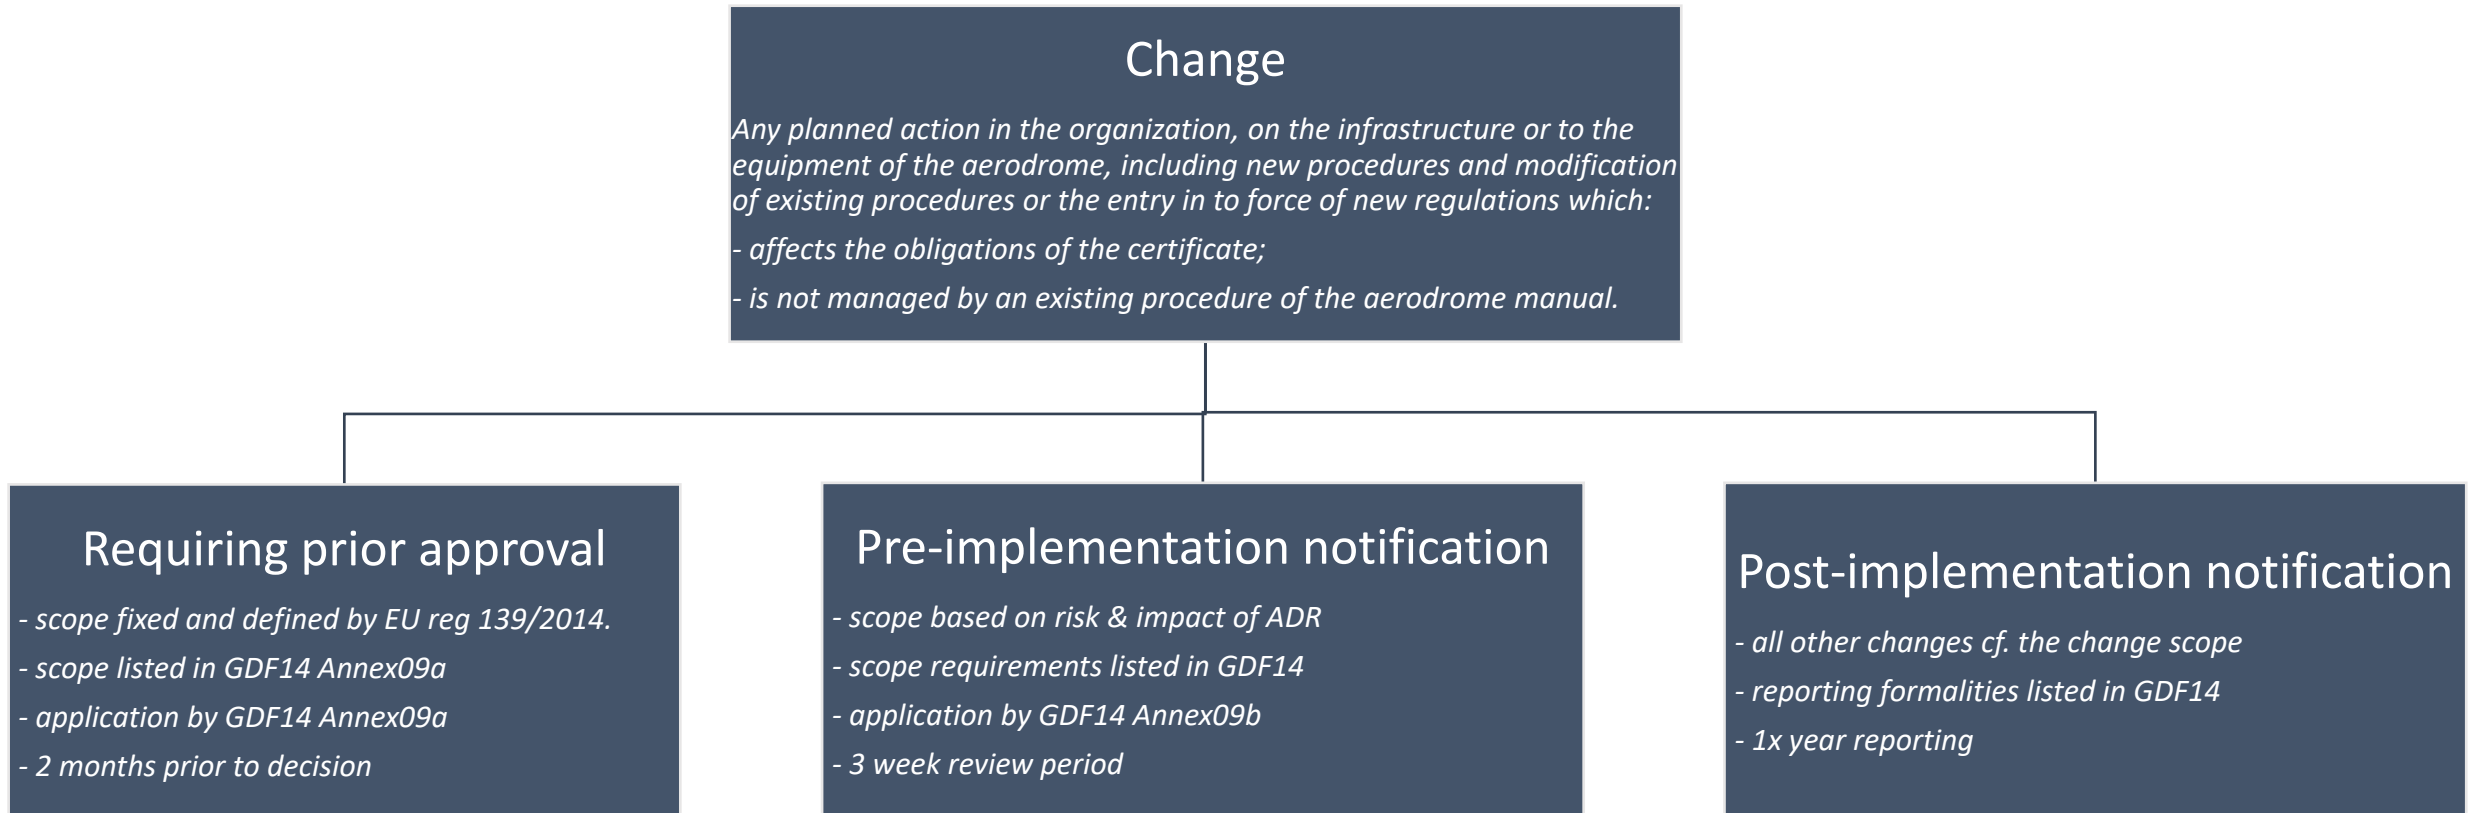 Change
Any planned action in the organization, on the infrastructure or to the
equipment of the aerodrome, including new procedures and modification
of existing procedures or the entry in to force of new regulations which:
- affects the obligations of the certificate;
- is not managed by an existing procedure of the aerodrome manual.
Requiring prior approval
- scope fixed and defined by EU reg 139/2014.
- scope listed in GDF14 Annex09a
- application by GDF14 Annex09a
- 2 months prior to decision
Pre-implementation notification
- scope based on risk & impact of ADR
- scope requirements listed in GDF14
- application by GDF14 Annex09b
- 3 week review period
Post-implementation notification
- all other changes cf. the change scope
- reporting formalities listed in GDF14
- 1x year reporting